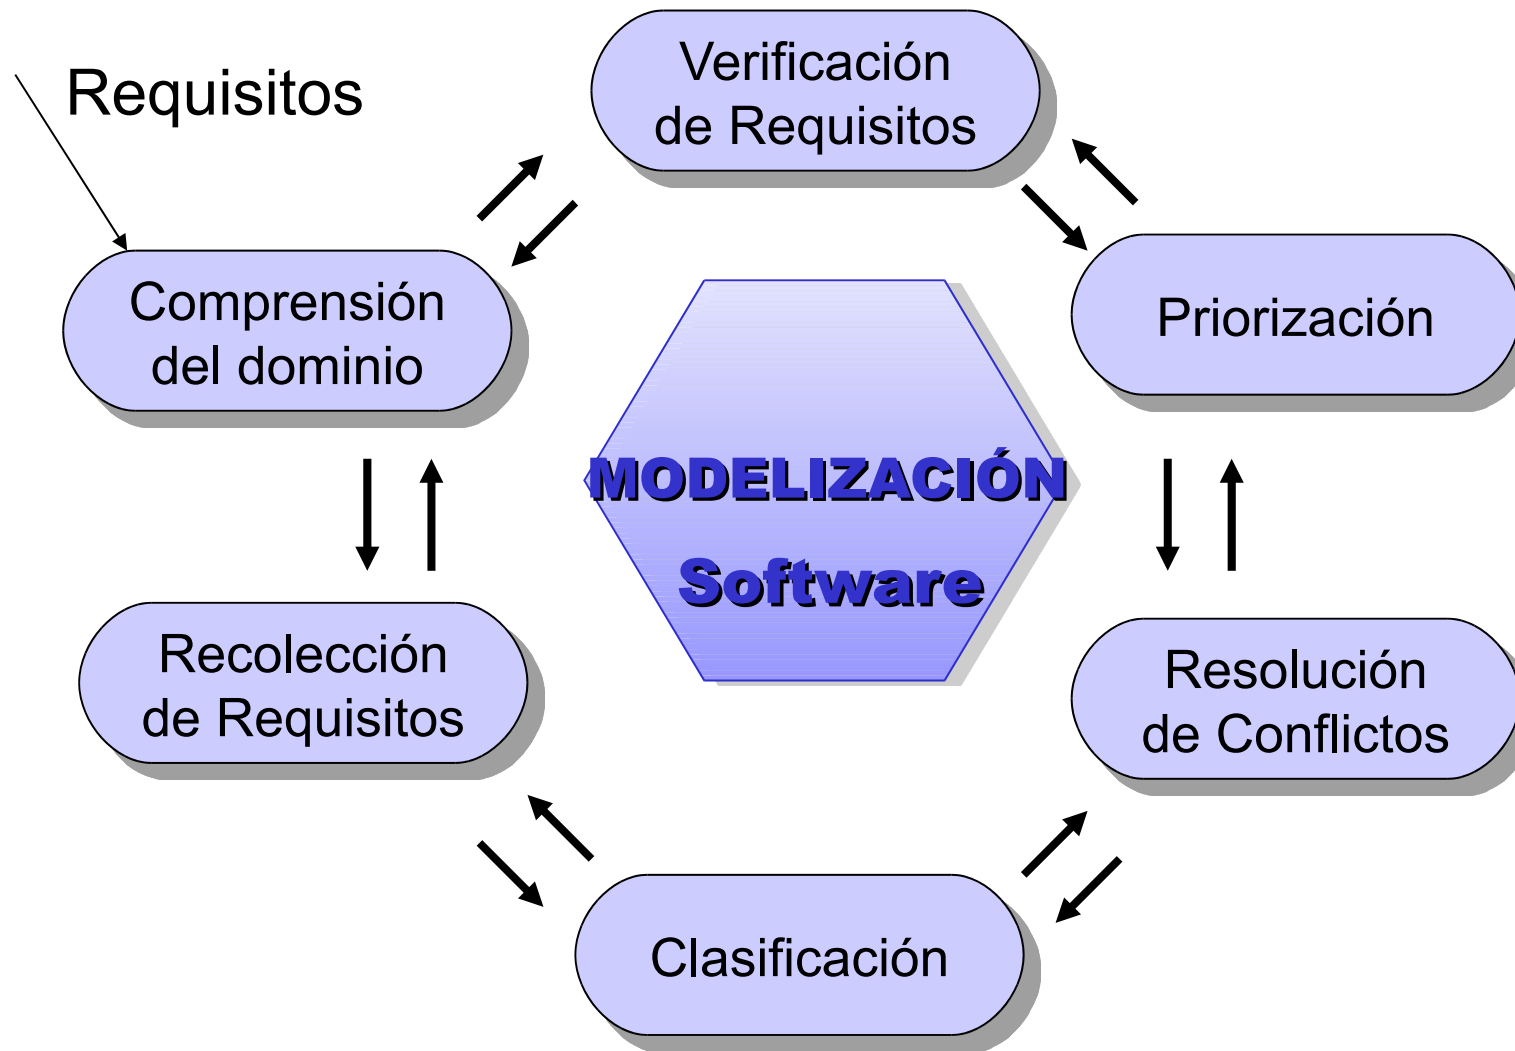 Requisitos
Verificación
de Requisitos
Comprensión
del dominio
Priorización
MODELIZACIÓN
Software
Recolección
de Requisitos
Resolución
de Conflictos
Clasificación